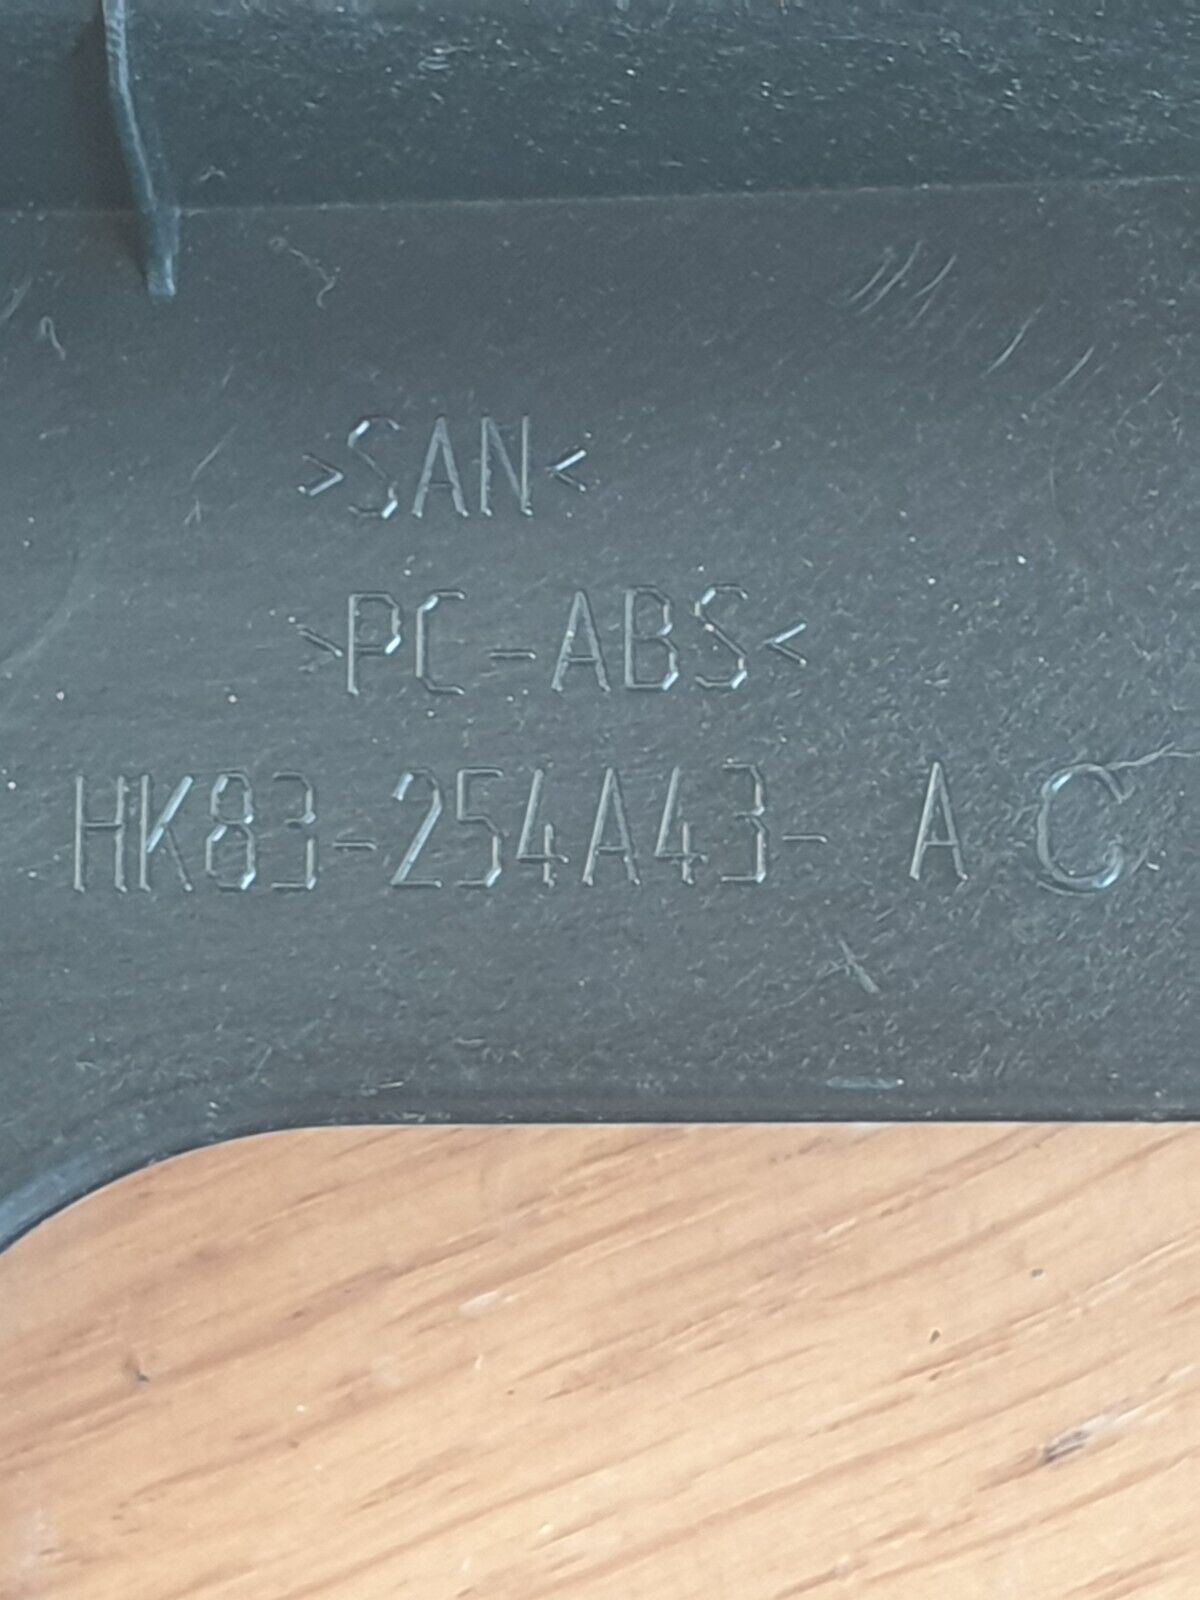 >SAN<
>PC-ABS<
HK83-254A43- A C